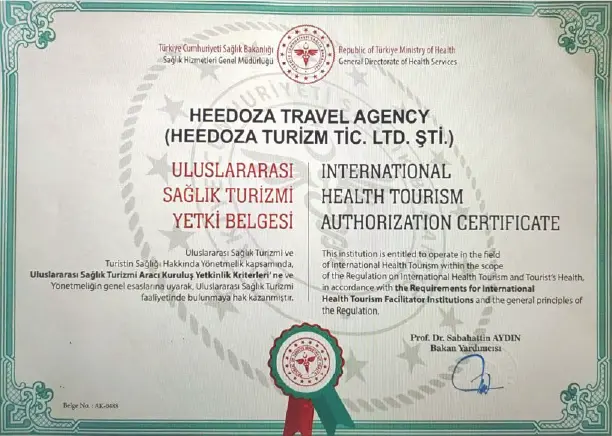 Türkiye Cumhuriyeti Sağlık Bakanlığı
Sağlık Hizmetleri Genel Müdürlüğü
Republic of Türkiye Ministry of Health
General Directorate of Health Services
HEEDOZA TRAVEL AGENCY
(HEEDOZA TURİZM TİC. LTD. ŞTİ.)
ULUSLARARASI
SAĞLIK TURİZMİ
YETKİ BELGESİ
INTERNATIONAL
HEALTH TOURISM
AUTHORIZATION CERTIFICATE
Uluslararası Sağlık Turizmi ve
Turistin Sağlığı Hakkında Yönetmelik kapsamında,
Uluslararası Sağlık Turizmi Aracı Kuruluş Yetkinlik Kriterleri'ne ve
Yönetmeliğin genel esaslarına uyarak, Uluslararası Sağlık Turizmi
faaliyetinde bulunmaya hak kazanmıştır.
This institution is entitled to operate in the field
of International Health Tourism within the scope
of the Regulation on International Health Tourism and Tourist's Health,
in accordance with the Requirements for International
Health Tourism Facilitator Institutions and the general principles of
the Regulation.
Prof. Dr. Sabahattin AYDIN
Bakan Yardımcısı
Belge No. : AK-0488